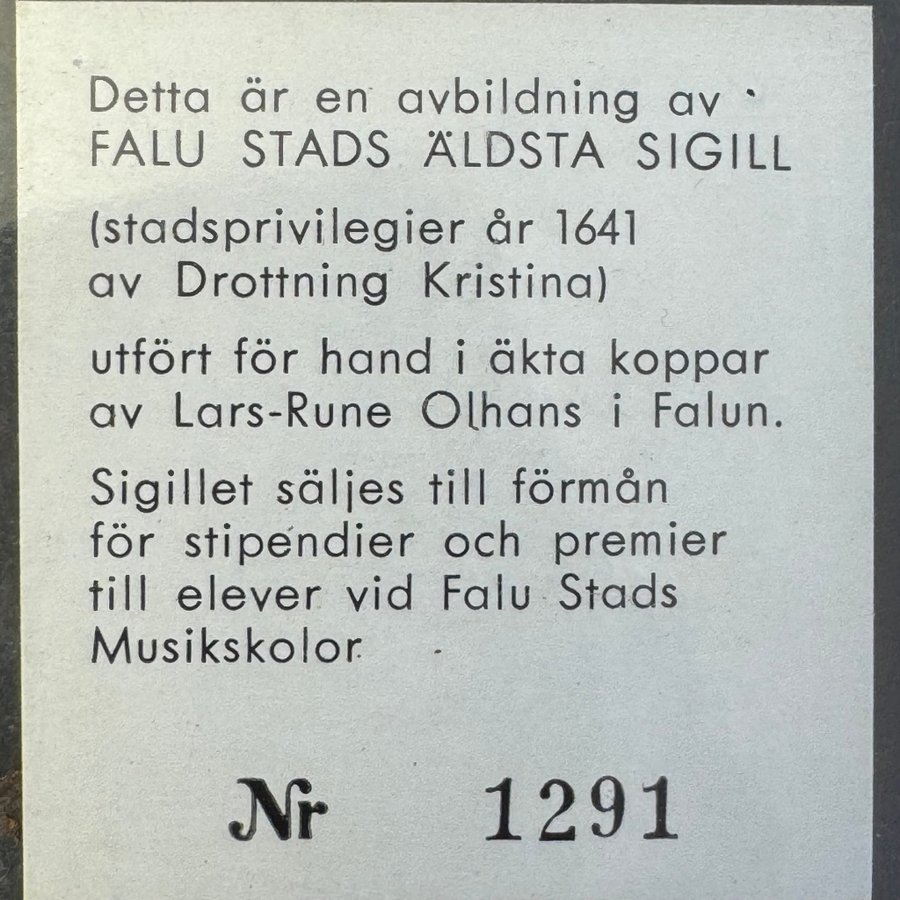 Detta är en avbildning av
FALU STADS ÄLDSTA SIGILL
(stadsprivilegier år 1641
av Drottning Kristina)
utfört för hand i äkta koppar
av Lars-Rune Olhans i Falun.
Sigillet säljes till förmån
för stipendier och premier
till elever vid Falu Stads
Musikskolor.
Nr 1291